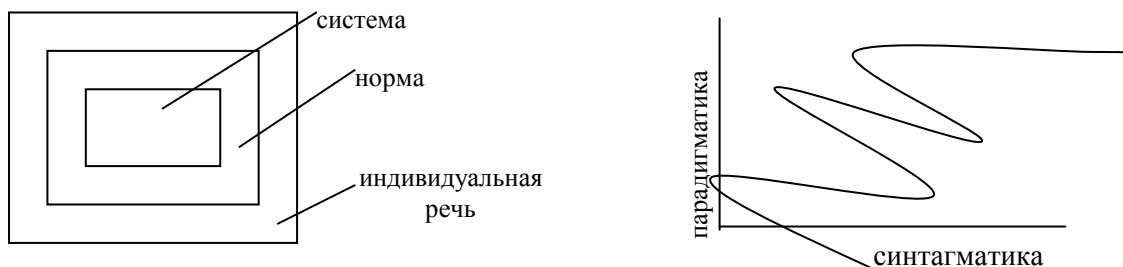 система
норма
индивидуальная
речь
парадигматика
синтагматика